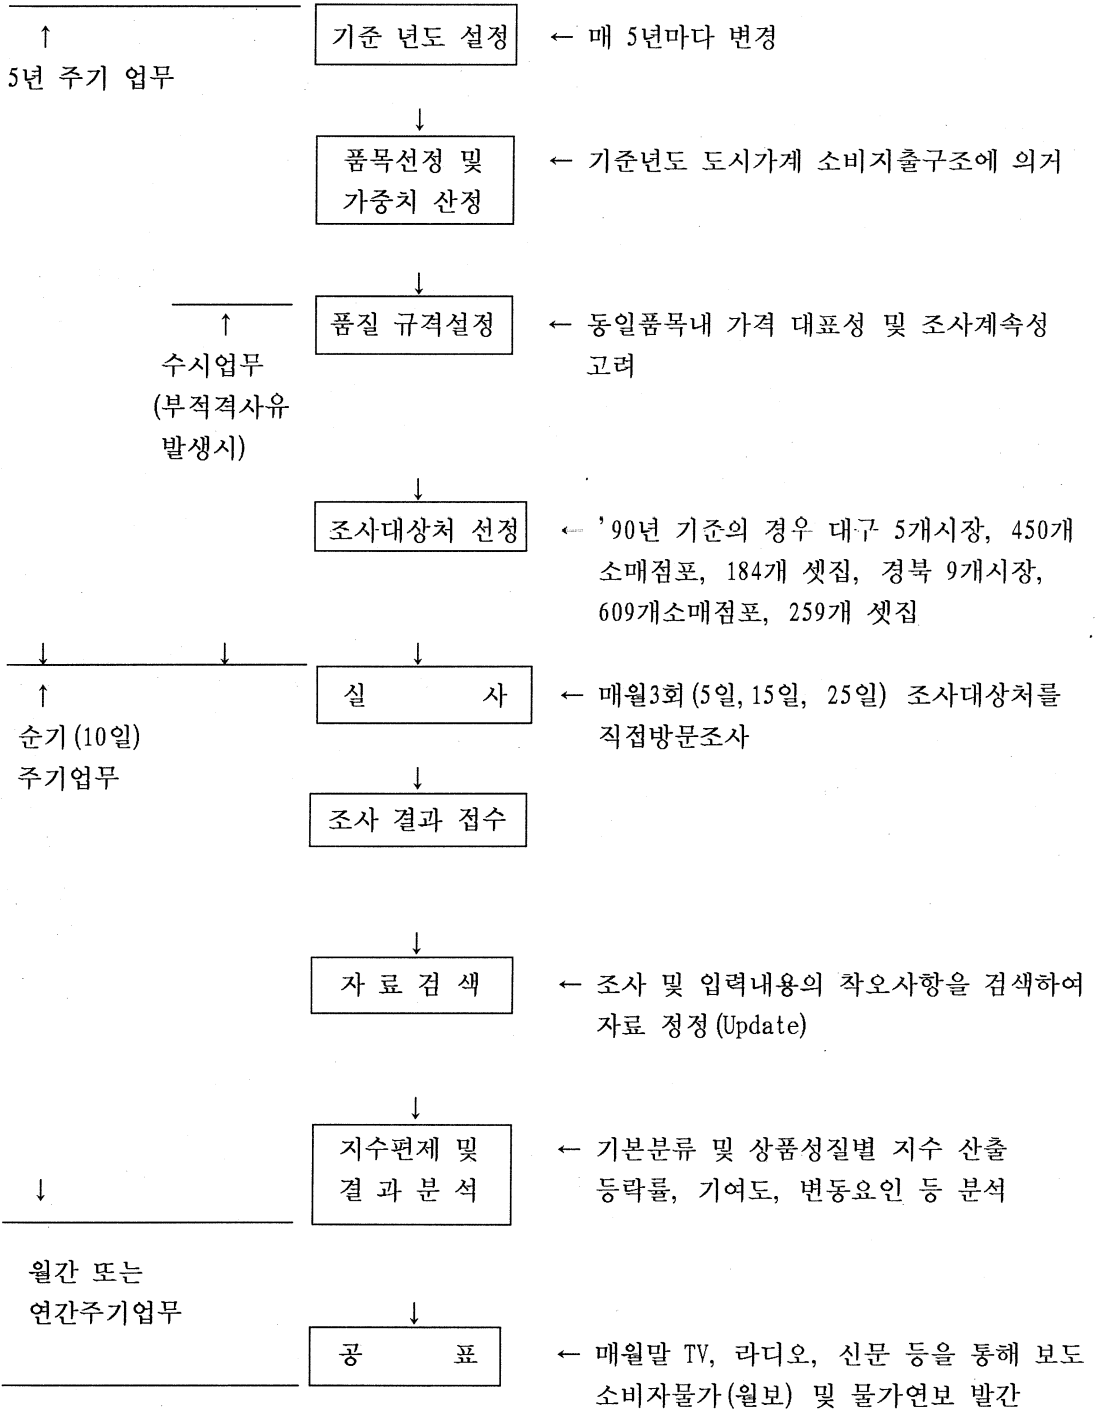 기준 년도 설정 ← 매 5년마다 변경
↑
5년 주기 업무
↓
품목선정 및 ← 기준년도 도시가계 소비지출구조에 의거
가중치 산정
↓
품질 규격설정 ← 동일품목내 가격 대표성 및 조사계속성
고려
↑
수시업무
(부적격사유
발생시)
↓
조사대상처 선정 ← '90년 기준의 경우 대구 5개시장, 450개
소매점포, 184개 셋집, 경북 9개시장,
609개소매점포, 259개 셋집
↓ ↓ ↓
실 사 ← 매월3회(5일,15일, 25일) 조사대상처를
직접방문조사
↑
순기(10일)
주기업무
↓
조사 결과 접수
↓
자 료 검 색 ← 조사 및 입력내용의 착오사항을 검색하여
자료 정정(Update)
↓
지수편제 및 ← 기본분류 및 상품성질별 지수 산출
결 과 분 석 등락률, 기여도, 변동요인 등 분석
↓
월간 또는
연간주기업무
↓
공 표 ← 매월말 TV, 라디오, 신문 등을 통해 보도
소비자물가(월보) 및 물가연보 발간